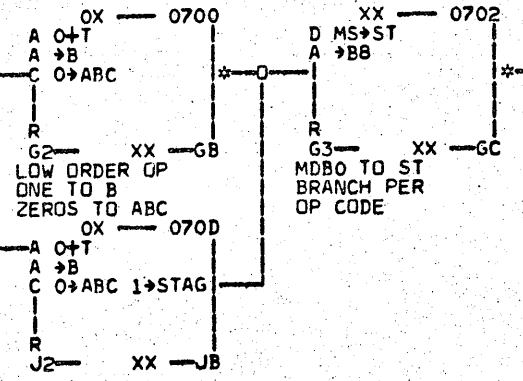 OX — 0700
A 0+T
A →B
C 0→ABC
R
G2— XX —GB
LOW ORDER OP
ONE TO B
ZEROS TO ABC
XX — 0702
D MS→ST
A →B8
*
R
G3— XX —GC
MDBO TO ST
BRANCH PER
OP CODE
*
OX — 070D
A 0+T
A →B
C 0→ABC 1→STAG
R
J2— XX —JB